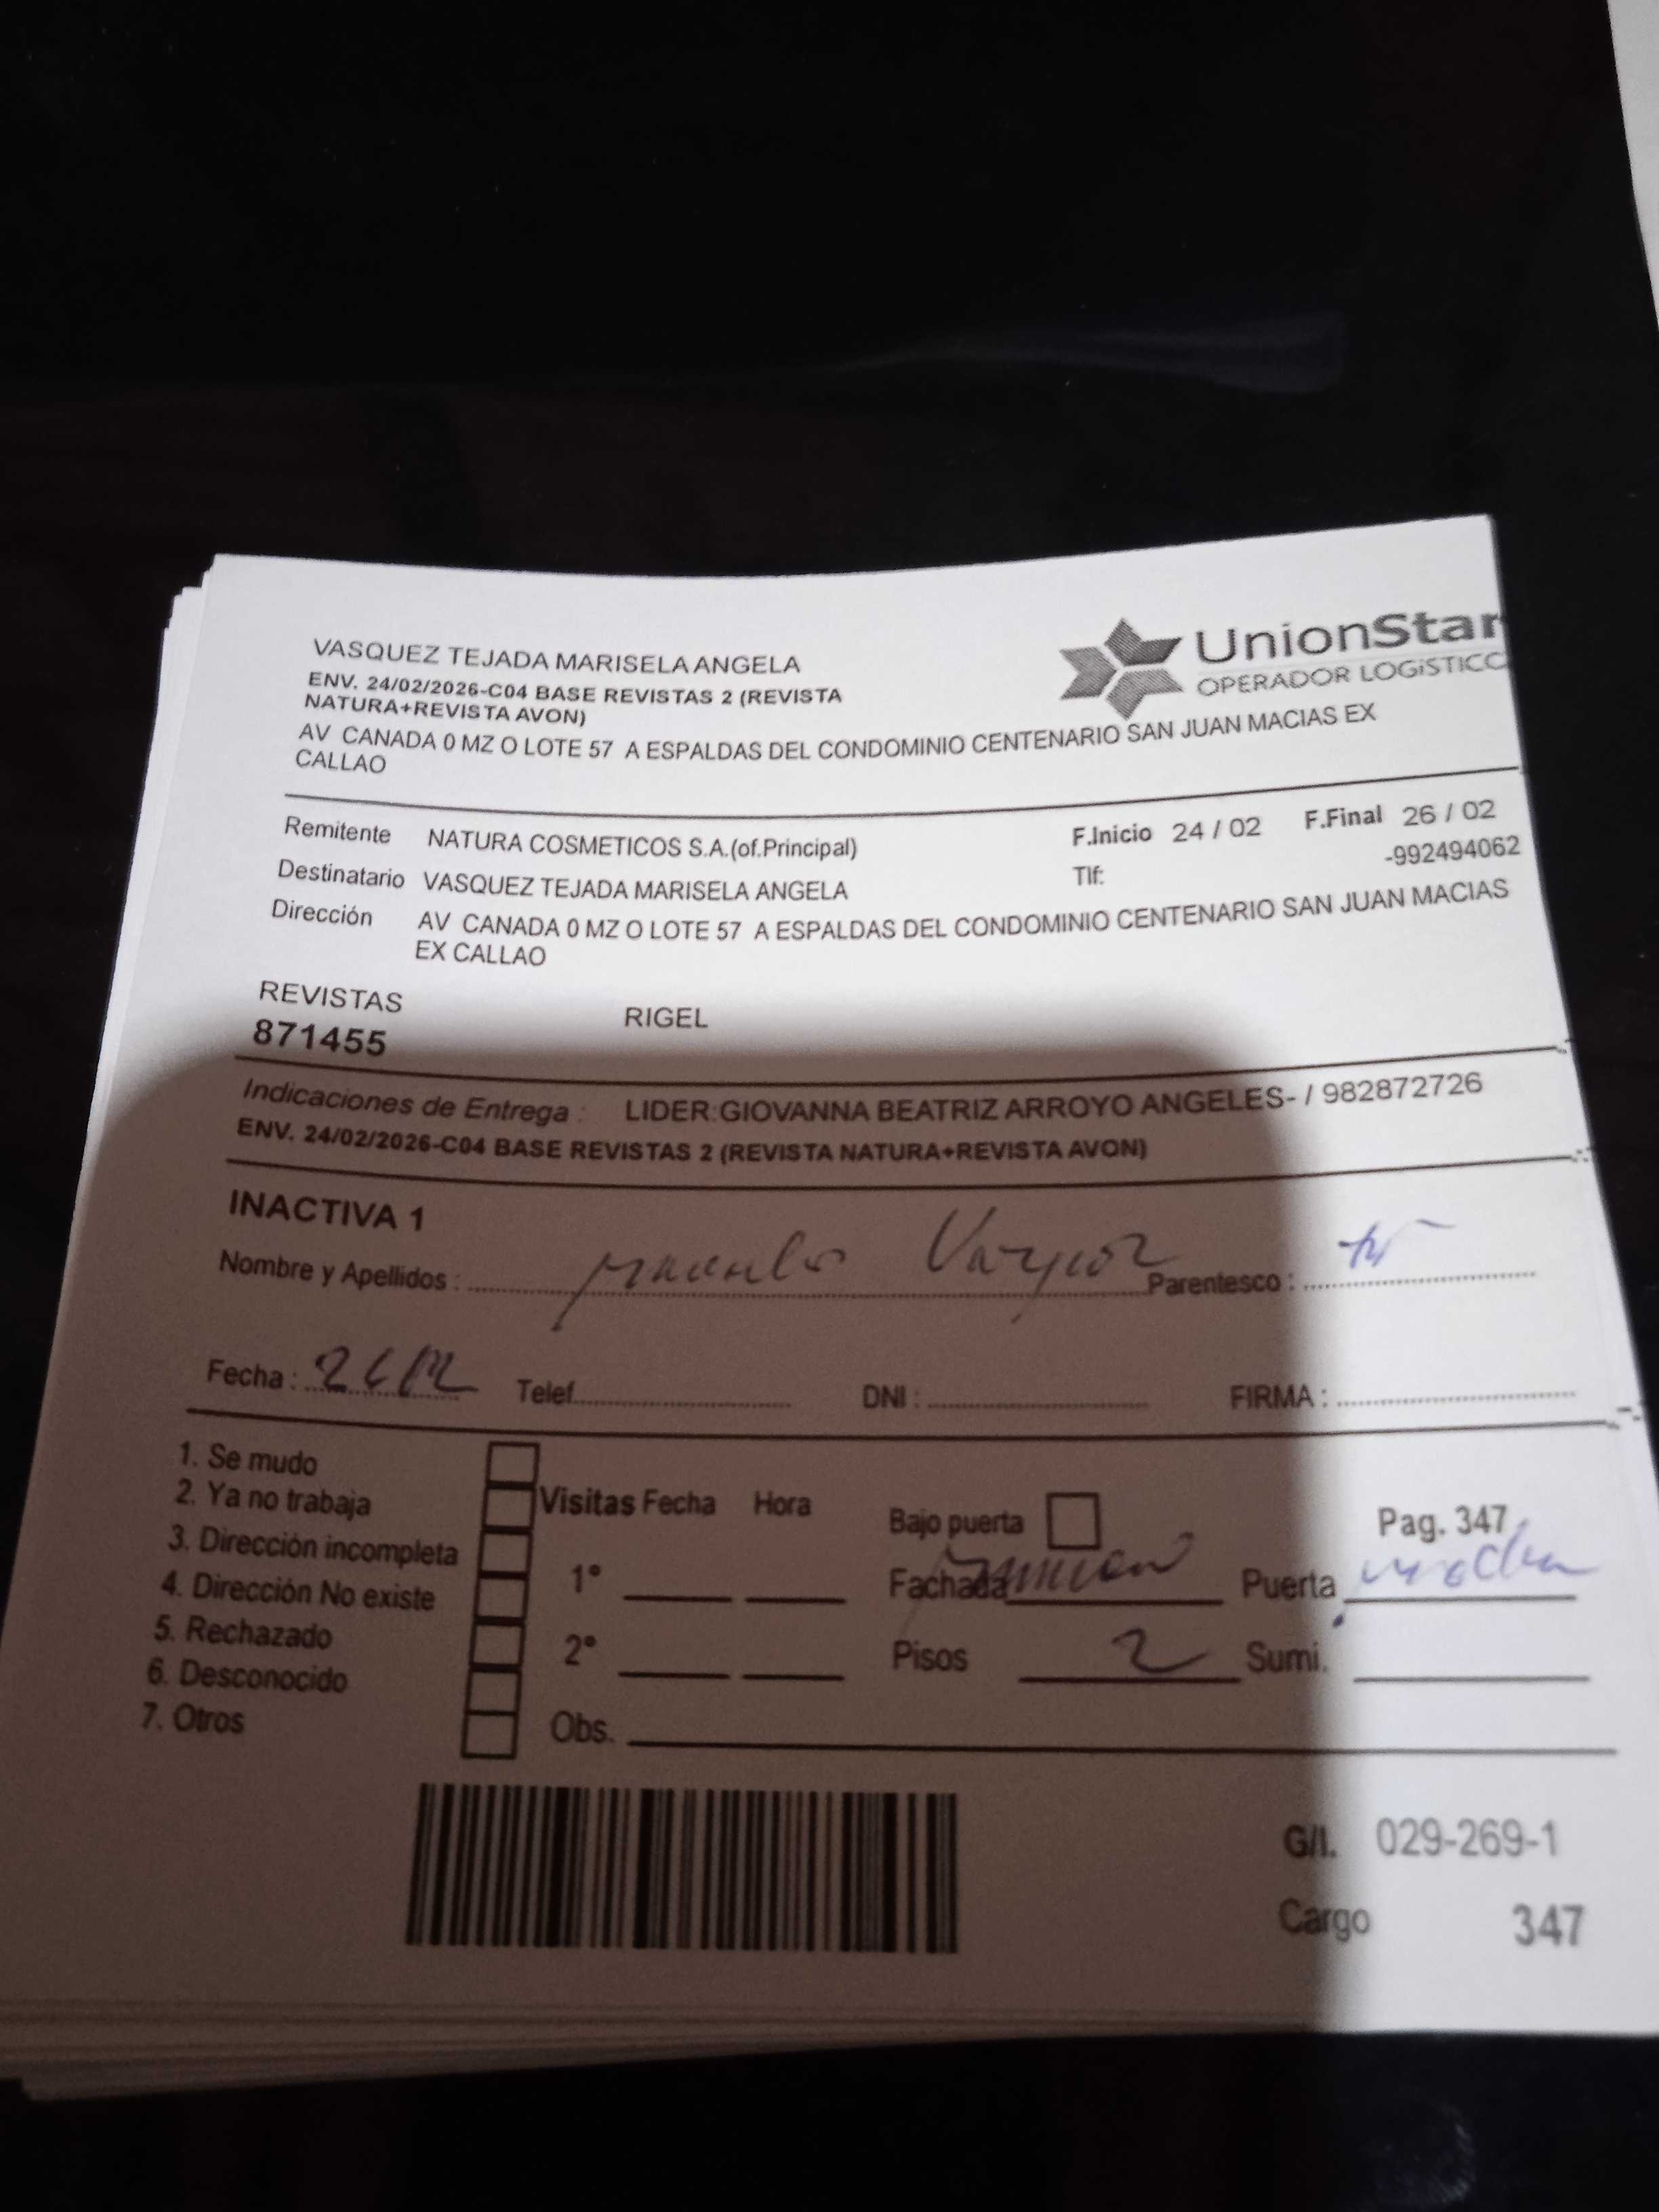 VASQUEZ TEJADA MARISELA ANGELA
ENV. 24/02/2026-C04 BASE REVISTAS 2 (REVISTA
NATURA+REVISTA AVON)
AV CANADA 0 MZ O LOTE 57 A ESPALDAS DEL CONDOMINIO CENTENARIO SAN JUAN MACIAS EX
CALLAO
UnionStar
OPERADOR LOGÍSTICO
Remitente NATURA COSMETICOS S.A.(of.Principal) F.Inicio 24 / 02 F.Final 26 / 02
Destinatario VASQUEZ TEJADA MARISELA ANGELA Tlf: -992494062
Dirección AV CANADA 0 MZ O LOTE 57 A ESPALDAS DEL CONDOMINIO CENTENARIO SAN JUAN MACIAS
EX CALLAO
REVISTAS RIGEL
871455
Indicaciones de Entrega : LIDER:GIOVANNA BEATRIZ ARROYO ANGELES- / 982872726
ENV. 24/02/2026-C04 BASE REVISTAS 2 (REVISTA NATURA+REVISTA AVON)
INACTIVA 1
Nombre y Apellidos : Parentesco :
Fecha : Telef. DNI : FIRMA :
1. Se mudo
2. Ya no trabaja Visitas Fecha Hora Bajo puerta Pag. 347
3. Dirección incompleta 1° Fachada Puerta
4. Dirección No existe
5. Rechazado 2° Pisos 2 Sumi.
6. Desconocido
7. Otros Obs.
G/I. 029-269-1
Cargo 347